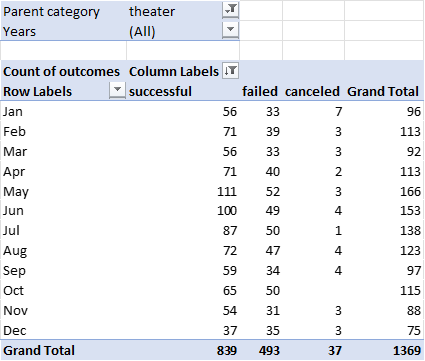 Parent category theater
Years (All)
Count of outcomes Column Labels
Row Labels successful failed canceled Grand Total
Jan 56 33 7 96
Feb 71 39 3 113
Mar 56 33 3 92
Apr 71 40 2 113
May 111 52 3 166
Jun 100 49 4 153
Jul 87 50 1 138
Aug 72 47 4 123
Sep 59 34 4 97
Oct 65 50 115
Nov 54 31 3 88
Dec 37 35 3 75
Grand Total 839 493 37 1369